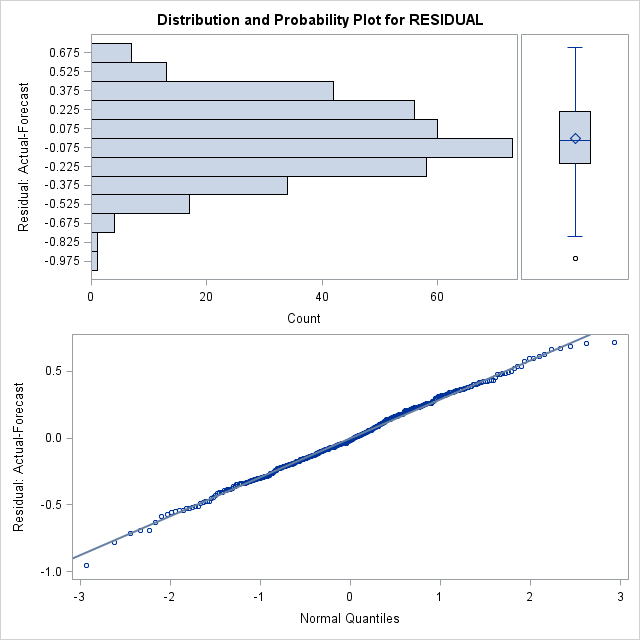 Distribution and Probability Plot for RESIDUAL
Residual: Actual-Forecast
0.675
0.525
0.375
0.225
0.075
-0.075
-0.225
-0.375
-0.525
-0.675
-0.825
-0.975
0 20 40 60
Count
Residual: Actual-Forecast
0.5
0.0
-0.5
-1.0
-3 -2 -1 0 1 2 3
Normal Quantiles